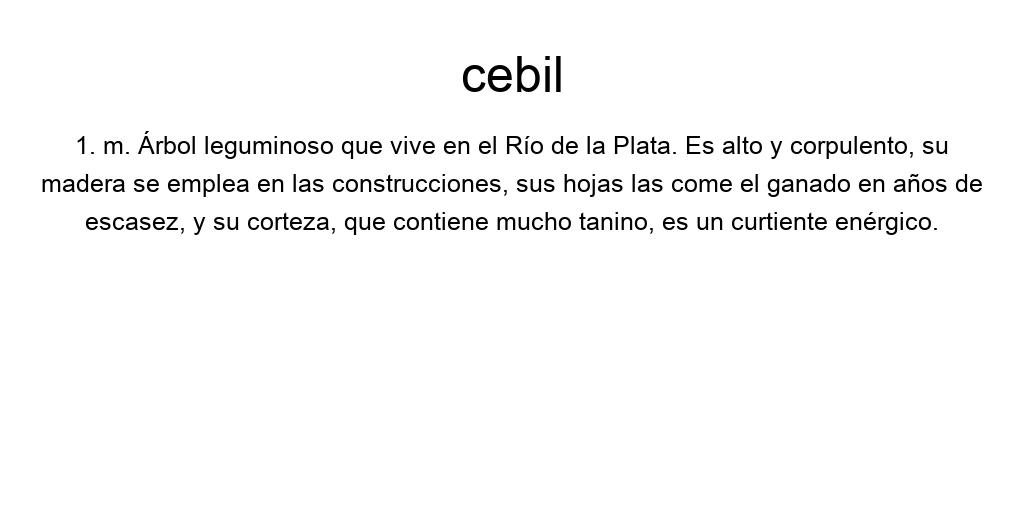 cebil
1. m. Árbol leguminoso que vive en el Río de la Plata. Es alto y corpulento, su
madera se emplea en las construcciones, sus hojas las come el ganado en años de
escasez, y su corteza, que contiene mucho tanino, es un curtiente enérgico.